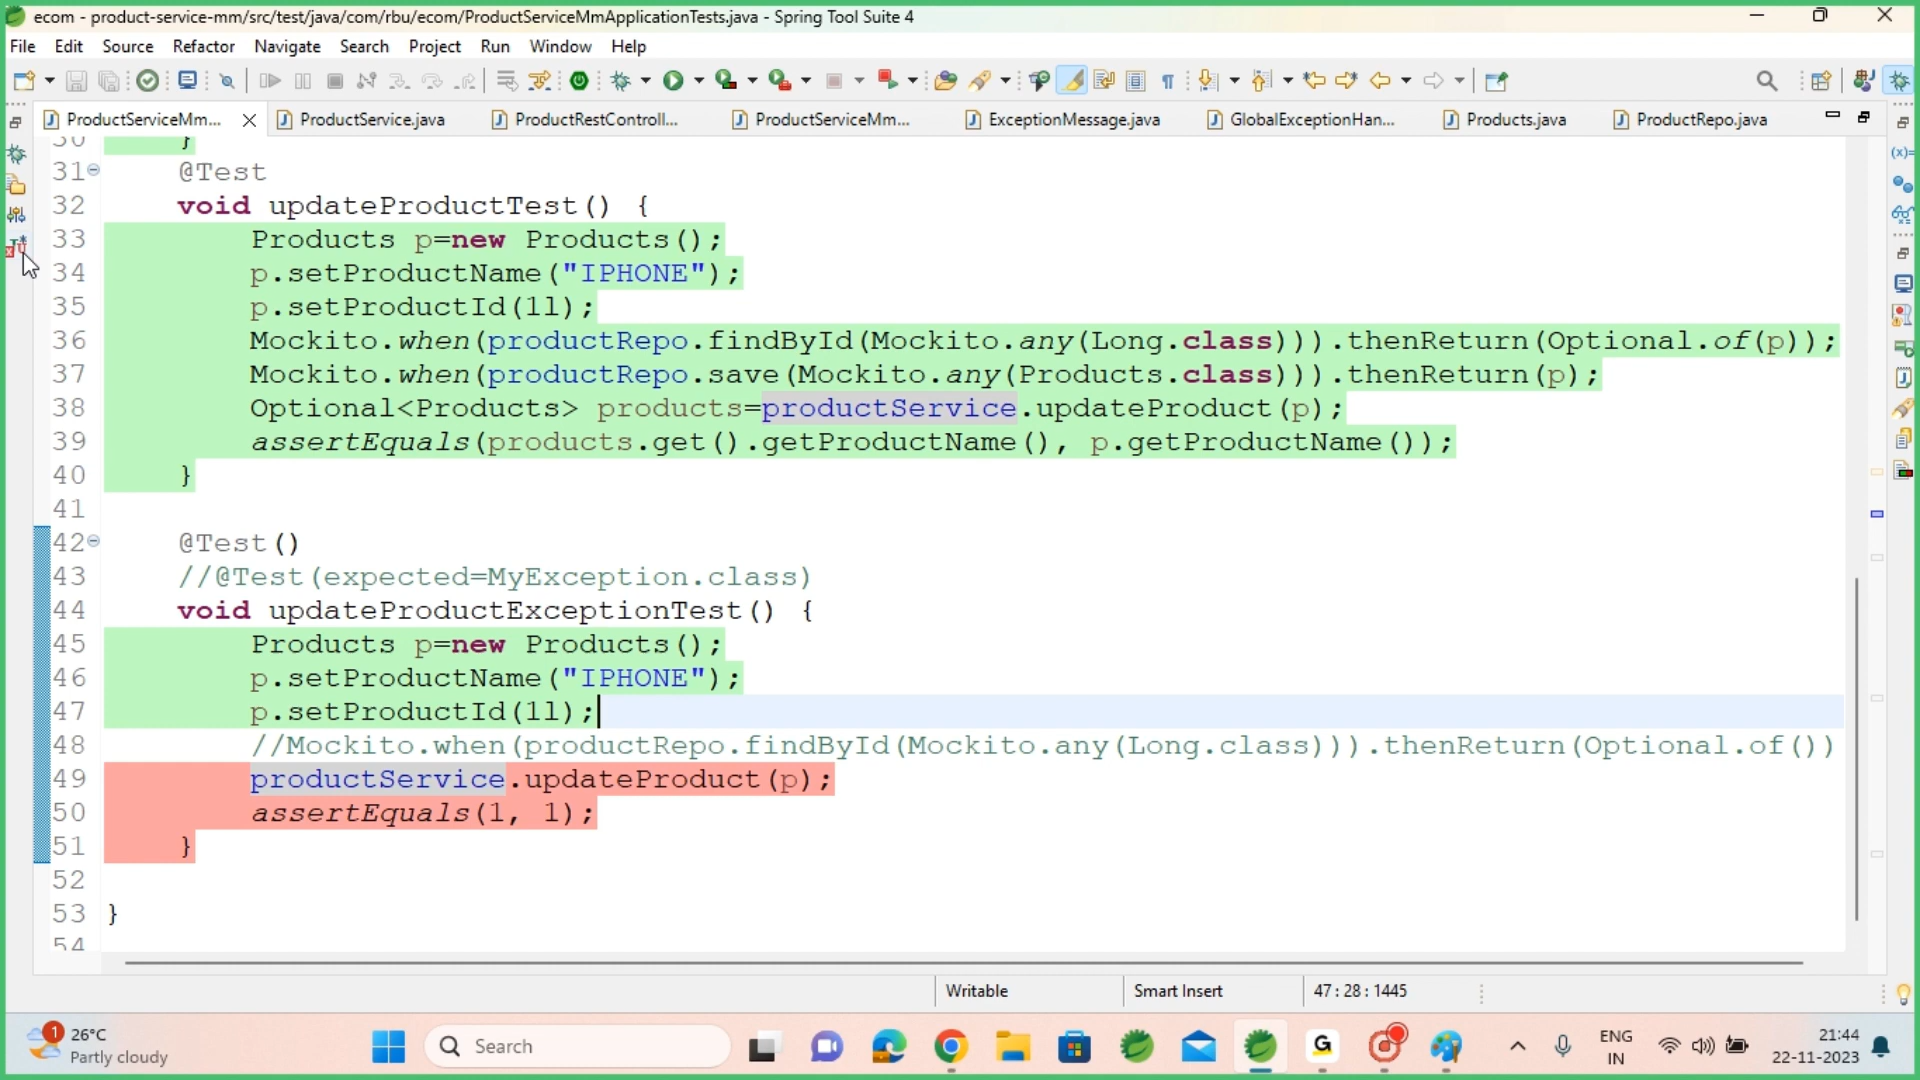 ecom - product-service-mm/src/test/java/com/rbu/ecom/ProductServiceMmApplicationTests.java - Spring Tool Suite 4
File Edit Source Refactor Navigate Search Project Run Window Help
ProductServiceMm... ProductService.java ProductRestControll... ProductServiceMm... ExceptionMessage.java GlobalExceptionHan... Products.java ProductRepo.java
30 }
31 @Test
32 void updateProductTest() {
33 Products p=new Products();
34 p.setProductName("IPHONE");
35 p.setProductId(1l);
36 Mockito.when(productRepo.findById(Mockito.any(Long.class))).thenReturn(Optional.of(p));
37 Mockito.when(productRepo.save(Mockito.any(Products.class))).thenReturn(p);
38 Optional<Products> products=productService.updateProduct(p);
39 assertEquals(products.get().getProductName(), p.getProductName());
40 }
41
42 @Test()
43 //@Test(expected=MyException.class)
44 void updateProductExceptionTest() {
45 Products p=new Products();
46 p.setProductName("IPHONE");
47 p.setProductId(1l);
48 //Mockito.when(productRepo.findById(Mockito.any(Long.class))).thenReturn(Optional.of())
49 productService.updateProduct(p);
50 assertEquals(1, 1);
51 }
52
53 }
54
Writable Smart Insert 47 : 28 : 1445
1 26°C
Partly cloudy
Search
ENG
IN
21:44
22-11-2023